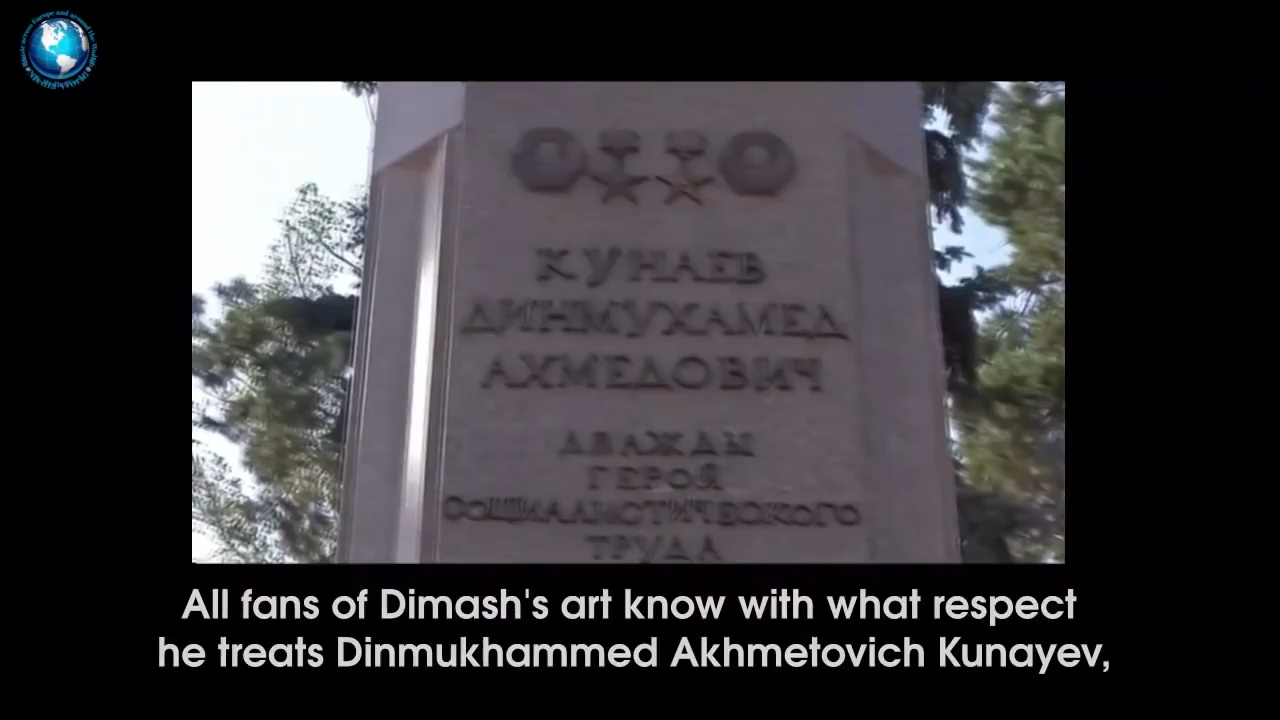 КУНАЕВ
ДИНМУХАМЕД
АХМЕДОВИЧ
ДВАЖДЫ
ГЕРОЙ
СОЦИАЛИСТИЧЕСКОГО
ТРУДА
All fans of Dimash's art know with what respect
he treats Dinmukhammed Akhmetovich Kunayev,